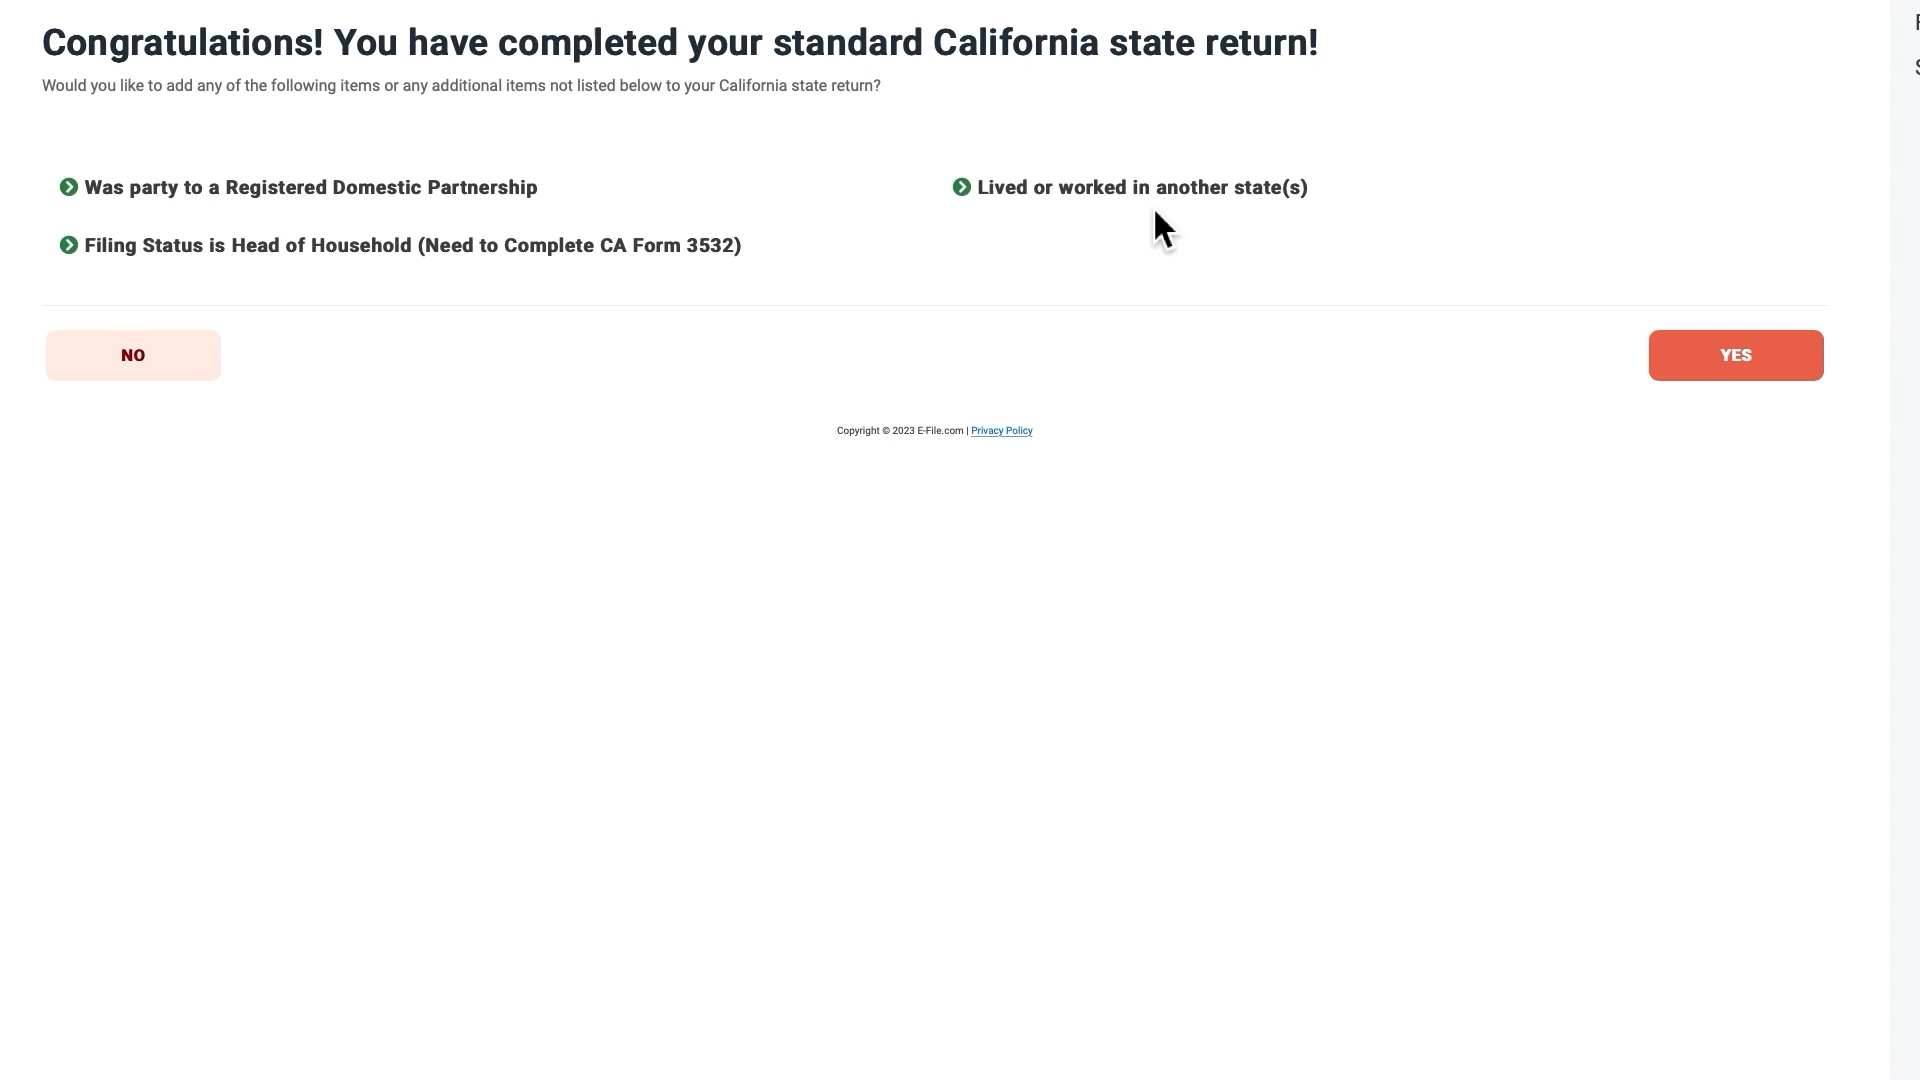 Congratulations! You have completed your standard California state return!
Would you like to add any of the following items or any additional items not listed below to your California state return?
Was party to a Registered Domestic Partnership
Lived or worked in another state(s)
Filing Status is Head of Household (Need to Complete CA Form 3532)
NO
YES
Copyright © 2023 E-File.com | Privacy Policy